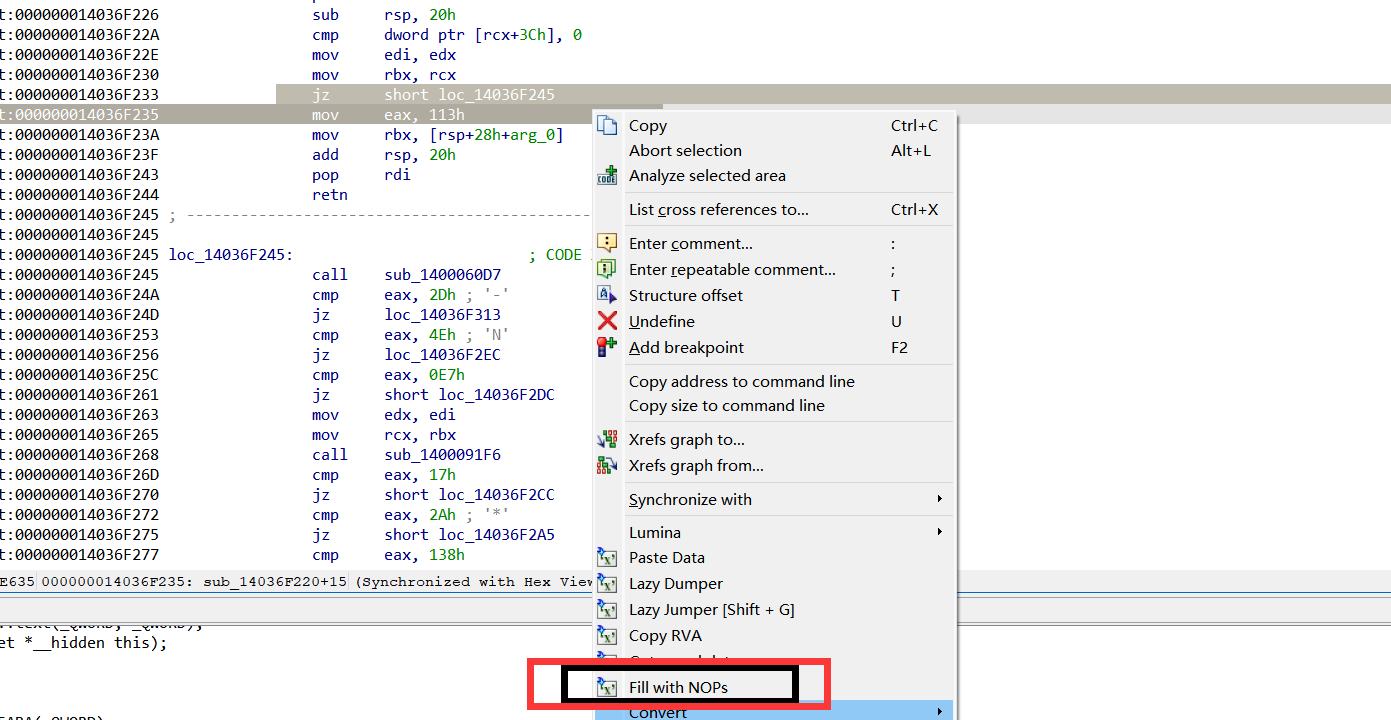 t:000000014036F226 sub rsp, 20h
t:000000014036F22A cmp dword ptr [rcx+3Ch], 0
t:000000014036F22E mov edi, edx
t:000000014036F230 mov rbx, rcx
t:000000014036F233 jz short loc_14036F245
t:000000014036F235 mov eax, 113h
t:000000014036F23A mov rbx, [rsp+28h+arg_0]
t:000000014036F23F add rsp, 20h
t:000000014036F243 pop rdi
t:000000014036F244 retn
t:000000014036F245 ; ---------------------------------------------
t:000000014036F245
t:000000014036F245 loc_14036F245: ; CODE
t:000000014036F245 call sub_1400060D7
t:000000014036F24A cmp eax, 2Dh ; '-'
t:000000014036F24D jz loc_14036F313
t:000000014036F253 cmp eax, 4Eh ; 'N'
t:000000014036F256 jz loc_14036F2EC
t:000000014036F25C cmp eax, 0E7h
t:000000014036F261 jz short loc_14036F2DC
t:000000014036F263 mov edx, edi
t:000000014036F265 mov rcx, rbx
t:000000014036F268 call sub_1400091F6
t:000000014036F26D cmp eax, 17h
t:000000014036F270 jz short loc_14036F2CC
t:000000014036F272 cmp eax, 2Ah ; '*'
t:000000014036F275 jz short loc_14036F2A5
t:000000014036F277 cmp eax, 138h
E635 000000014036F235: sub_14036F220+15 (Synchronized with Hex View
et *__hidden this);
Copy Ctrl+C
Abort selection Alt+L
Analyze selected area
List cross references to... Ctrl+X
Enter comment... :
Enter repeatable comment... ;
Structure offset T
Undefine U
Add breakpoint F2
Copy address to command line
Copy size to command line
Xrefs graph to...
Xrefs graph from...
Synchronize with
Lumina
Paste Data
Lazy Dumper
Lazy Jumper [Shift + G]
Copy RVA
Fill with NOPs
Convert